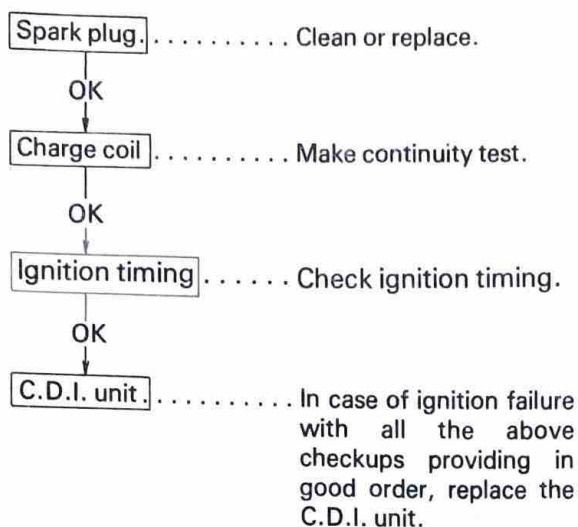 Spark plug. . . . . . . . . . . Clean or replace.
OK
Charge coil . . . . . . . . . . Make continuity test.
OK
Ignition timing . . . . . . Check ignition timing.
OK
C.D.I. unit. . . . . . . . . . . In case of ignition failure
with all the above
checkups providing in
good order, replace the
C.D.I. unit.